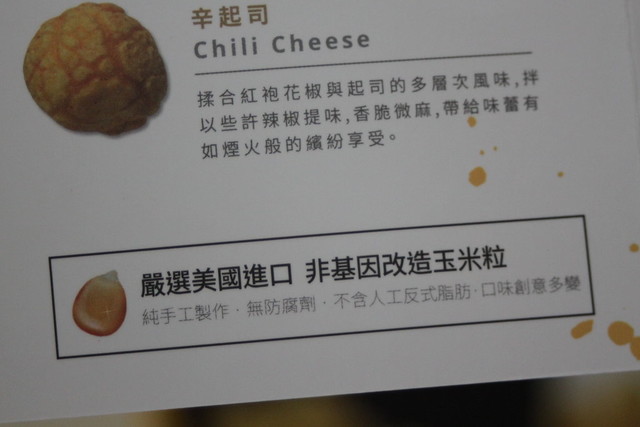 辛起司
Chili Cheese
揉合紅袍花椒與起司的多層次風味,拌
以些許辣椒提味,香脆微麻,帶給味蕾有
如煙火般的繽紛享受。
嚴選美國進口 非基因改造玉米粒
純手工製作·無防腐劑·不含人工反式脂肪·口味創意多變